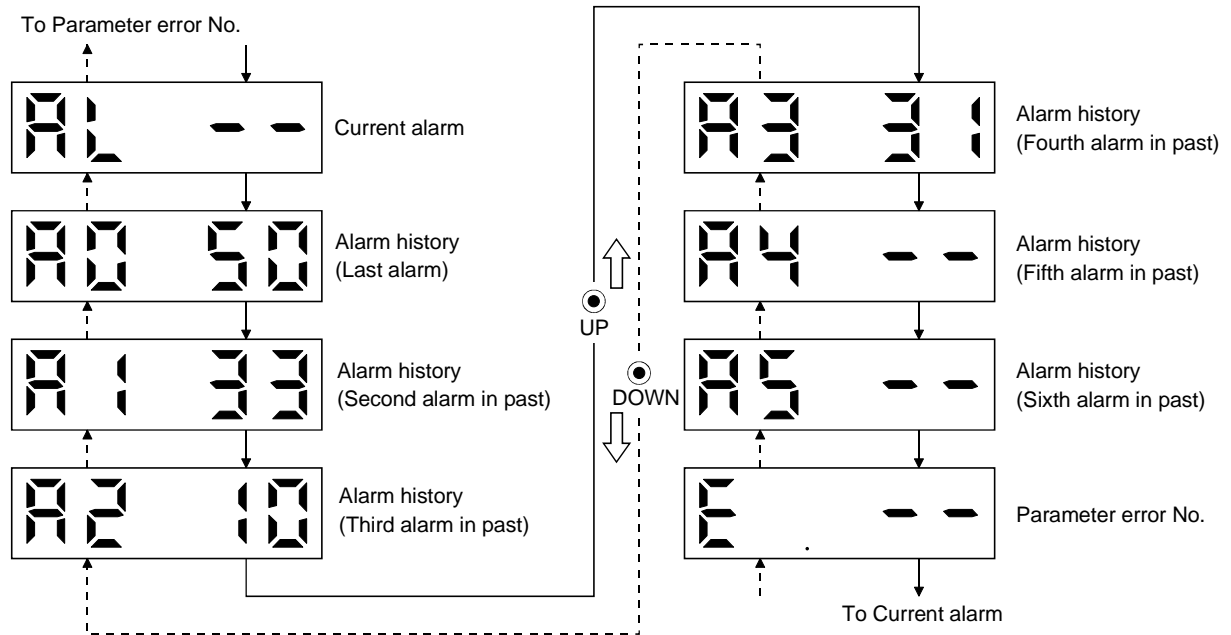 To Parameter error No.
AL --
Current alarm
A0 50
Alarm history
(Last alarm)
A1 33
Alarm history
(Second alarm in past)
A2 10
Alarm history
(Third alarm in past)
UP
DOWN
A3 31
Alarm history
(Fourth alarm in past)
A4 --
Alarm history
(Fifth alarm in past)
A5 --
Alarm history
(Sixth alarm in past)
E . --
Parameter error No.
To Current alarm